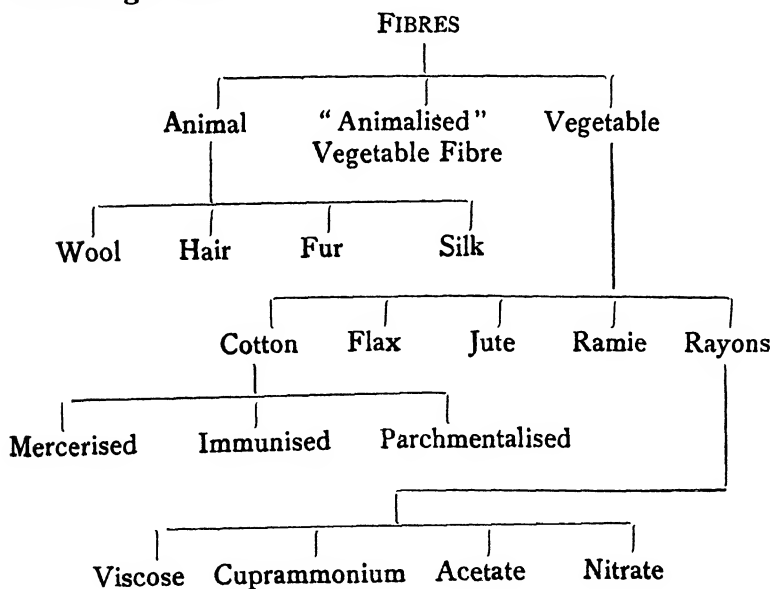 FIBRES
Animal "Animalised" Vegetable
Vegetable Fibre
Wool Hair Fur Silk
Cotton Flax Jute Ramie Rayons
Mercerised Immunised Parchmentalised
Viscose Cuprammonium Acetate Nitrate